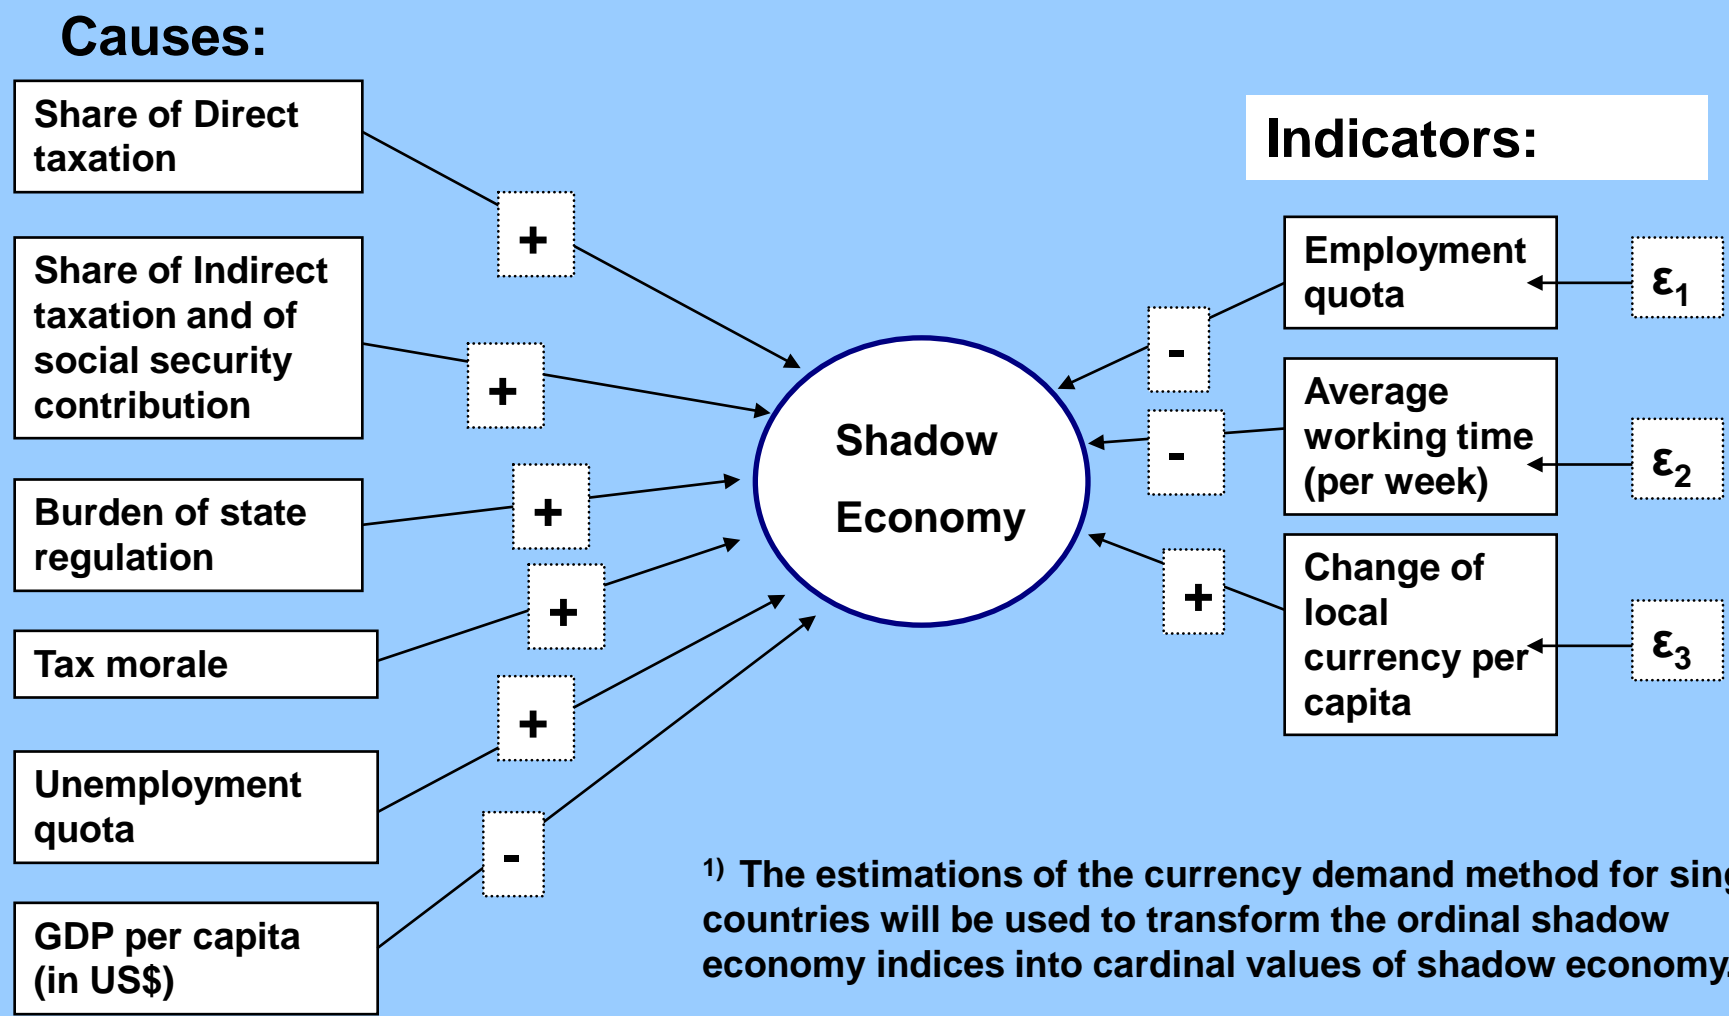 Causes:
Share of Direct
taxation
Share of Indirect
taxation and of
social security
contribution
Burden of state
regulation
Tax morale
Unemployment
quota
GDP per capita
(in US$)
+
+
+
+
+
-
Shadow
Economy
Indicators:
-
-
+
Employment
quota
Average
working time
(per week)
Change of
local
currency per
capita
ε1
ε2
ε3
1) The estimations of the currency demand method for
countries will be used to transform the ordinal shadow
economy indices into cardinal values of shadow economy.